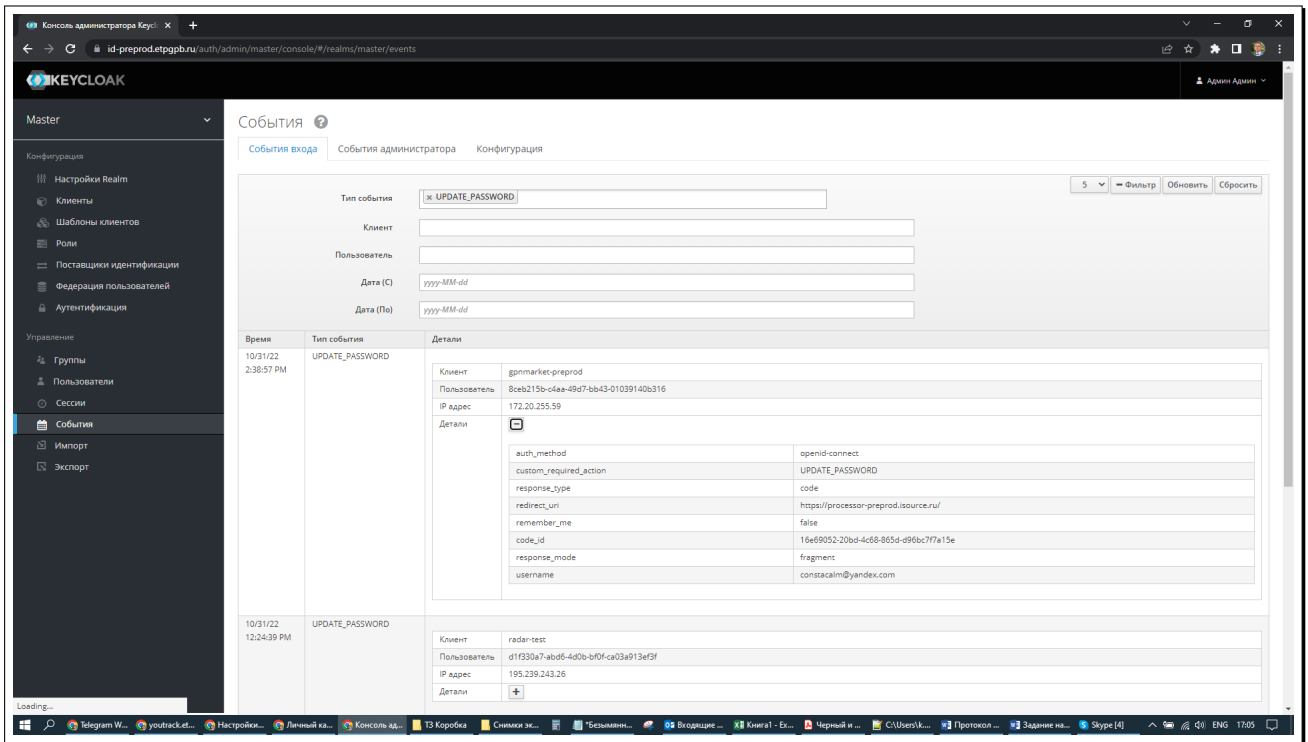 Консоль администратора Keycl
id-preprod.etpgpb.ru/auth/admin/master/console/#/realms/master/events
KEYCLOAK
Админ Админ
Master
Конфигурация
Настройки Realm
Клиенты
Шаблоны клиентов
Роли
Поставщики идентификации
Федерация пользователей
Аутентификация
Управление
Группы
Пользователи
Сессии
События
Импорт
Экспорт
События
События входа События администратора Конфигурация
5 Фильтр Обновить Сбросить
Тип события UPDATE_PASSWORD
Клиент
Пользователь
Дата (С) yyyy-MM-dd
Дата (По) yyyy-MM-dd
Время Тип события Детали
10/31/22 2:38:57 PM UPDATE_PASSWORD
Клиент gpnmarket-preprod
Пользователь 8ceb215b-c4aa-49d7-bb43-01039140b316
IP адрес 172.20.255.59
Детали
auth_method openid-connect
custom_required_action UPDATE_PASSWORD
response_type code
redirect_uri https://processor-preprod.isource.ru/
remember_me false
code_id 16e69052-20bd-4c68-865d-d96bc7f7a15e
response_mode fragment
username constacalm@yandex.com
10/31/22 12:24:39 PM UPDATE_PASSWORD
Клиент radar-test
Пользователь d1f330a7-abd6-4d0b-bf0f-ca03a913ef3f
IP адрес 195.239.243.26
Детали
Loading...
Telegram W... youtrack.et... Настройки... Личный ка... Консоль ад... ТЗ Коробка Снимки эк... *Безымянн... Входящие ... Книга1 - Ex... Черный и ... C:\Users\k... Протокол ... Задание на... Skype [4] ENG 17:05